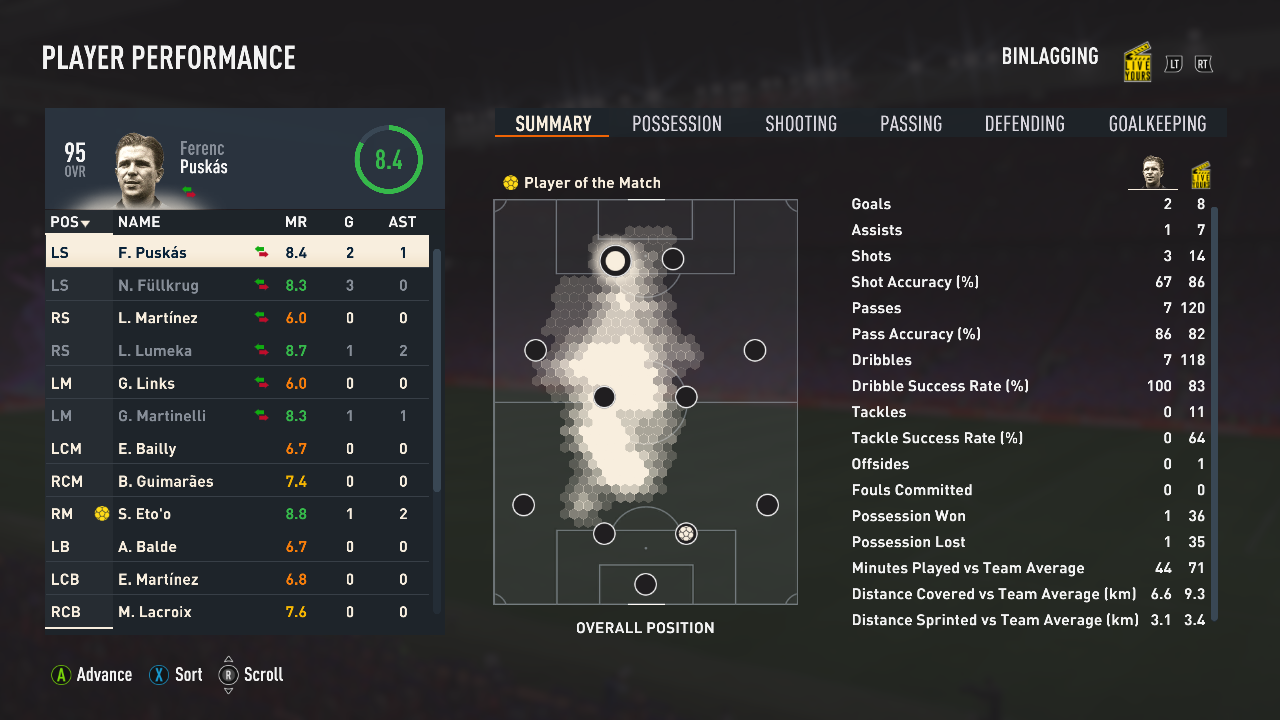 PLAYER PERFORMANCE
BINLAGGING
LIVE
YOURS
LT RT
95
OVR
Ferenc
Puskás
8.4
SUMMARY POSSESSION SHOOTING PASSING DEFENDING GOALKEEPING
POS NAME MR G AST
LS F. Puskás 8.4 2 1
LS N. Füllkrug 8.3 3 0
RS L. Martínez 6.0 0 0
RS L. Lumeka 8.7 1 2
LM G. Links 6.0 0 0
LM G. Martinelli 8.3 1 1
LCM E. Bailly 6.7 0 0
RCM B. Guimarães 7.4 0 0
RM S. Eto'o 8.8 1 2
LB A. Balde 6.7 0 0
LCB E. Martínez 6.8 0 0
RCB M. Lacroix 7.6 0 0
Player of the Match
OVERALL POSITION
Goals 2 8
Assists 1 7
Shots 3 14
Shot Accuracy (%) 67 86
Passes 7 120
Pass Accuracy (%) 86 82
Dribbles 7 118
Dribble Success Rate (%) 100 83
Tackles 0 11
Tackle Success Rate (%) 0 64
Offsides 0 1
Fouls Committed 0 0
Possession Won 1 36
Possession Lost 1 35
Minutes Played vs Team Average 44 71
Distance Covered vs Team Average (km) 6.6 9.3
Distance Sprinted vs Team Average (km) 3.1 3.4
A Advance X Sort R Scroll